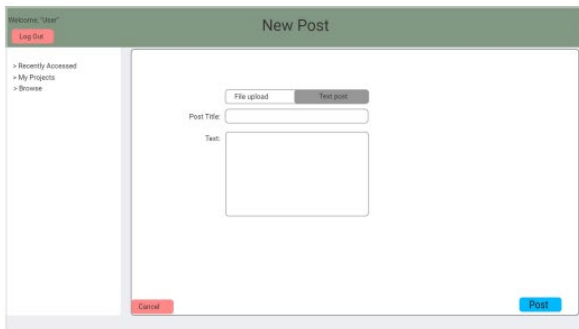 Welcome, "User"
Log Out
New Post
> Recently Accessed
> My Projects
> Browse
File upload
Text post
Post Title:
Text:
Cancel
Post